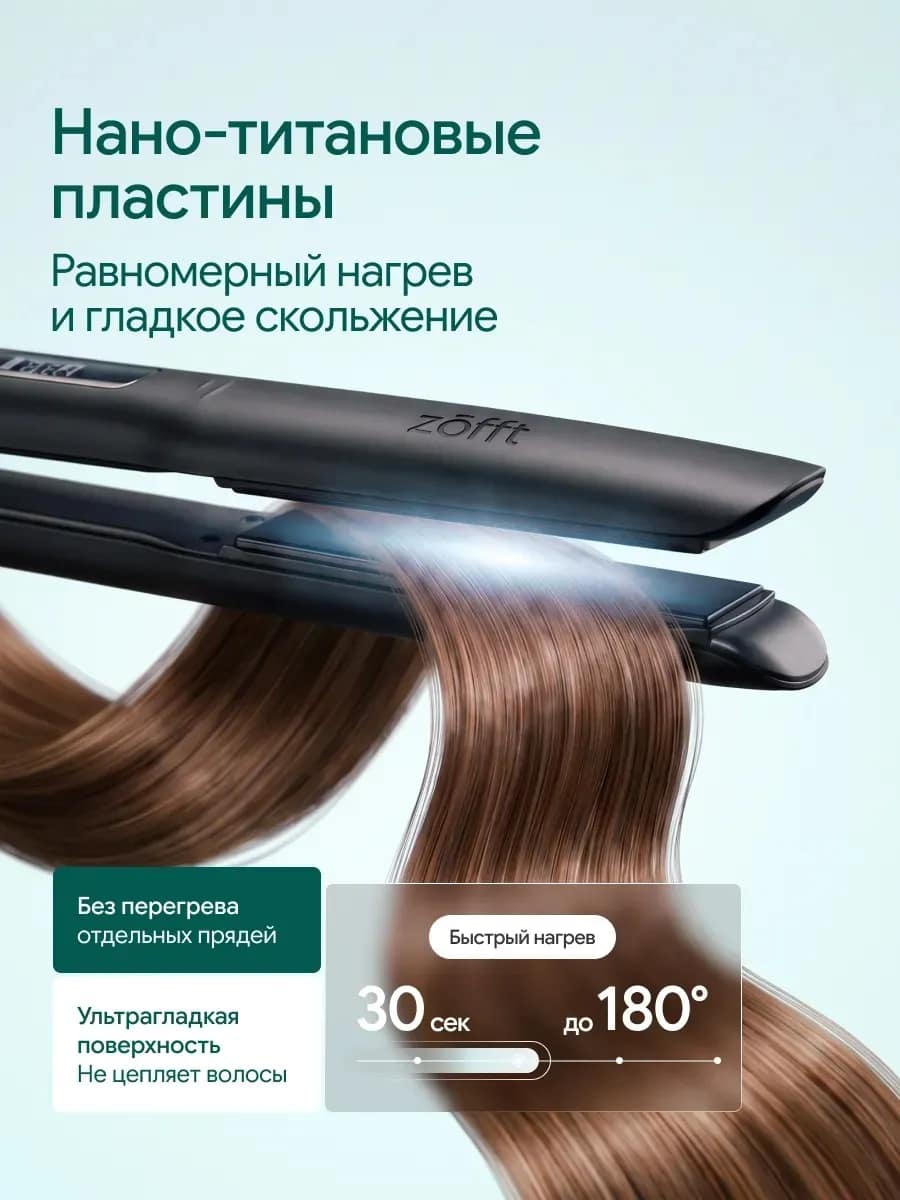 Нано-титановые
пластины
Равномерный нагрев
и гладкое скольжение
zōfft
Без перегрева
отдельных прядей
Ультрагладкая
поверхность
Не цепляет волосы
Быстрый нагрев
30 сек
до 180°